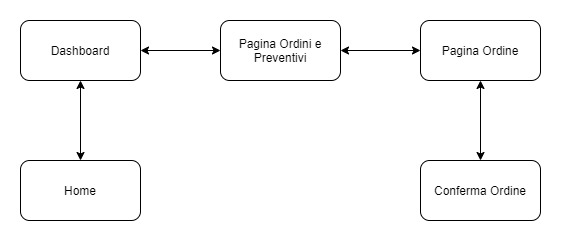 Dashboard
Pagina Ordini e
Preventivi
Pagina Ordine
Home
Conferma Ordine